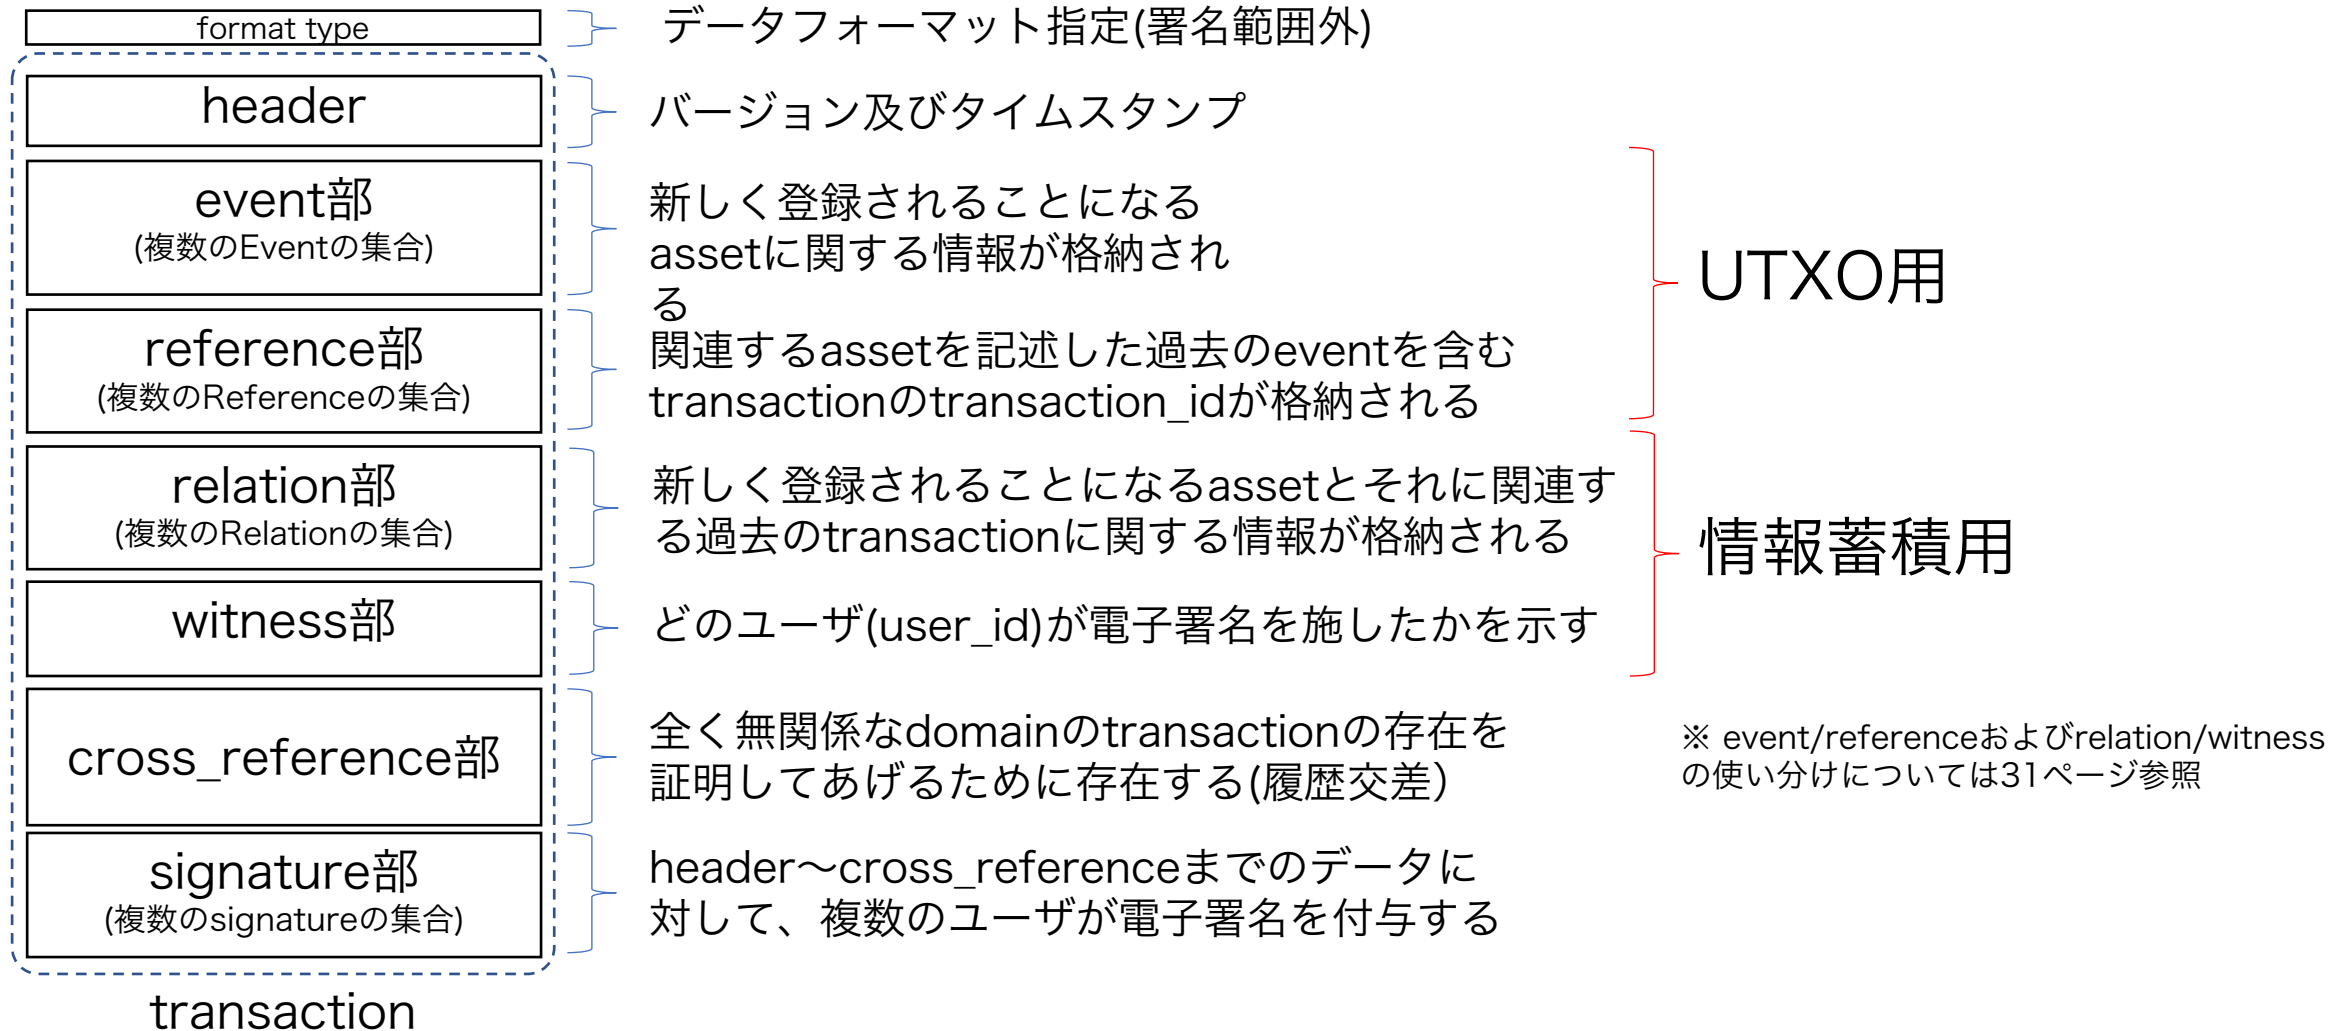 format type
データフォーマット指定(署名範囲外)
header
バージョン及びタイムスタンプ
event部
(複数のEventの集合)
新しく登録されることになる
assetに関する情報が格納され
る
reference部
(複数のReferenceの集合)
関連するassetを記述した過去のeventを含む
transactionのtransaction_idが格納される
UTXO用
relation部
(複数のRelationの集合)
新しく登録されることになるassetとそれに関連す
る過去のtransactionに関する情報が格納される
witness部
どのユーザ(user_id)が電子署名を施したかを示す
情報蓄積用
cross_reference部
全く無関係なdomainのtransactionの存在を
証明してあげるために存在する(履歴交差）
※ event/referenceおよびrelation/witness
の使い分けについては31ページ参照
signature部
(複数のsignatureの集合)
header〜cross_referenceまでのデータに
対して、複数のユーザが電子署名を付与する
transaction